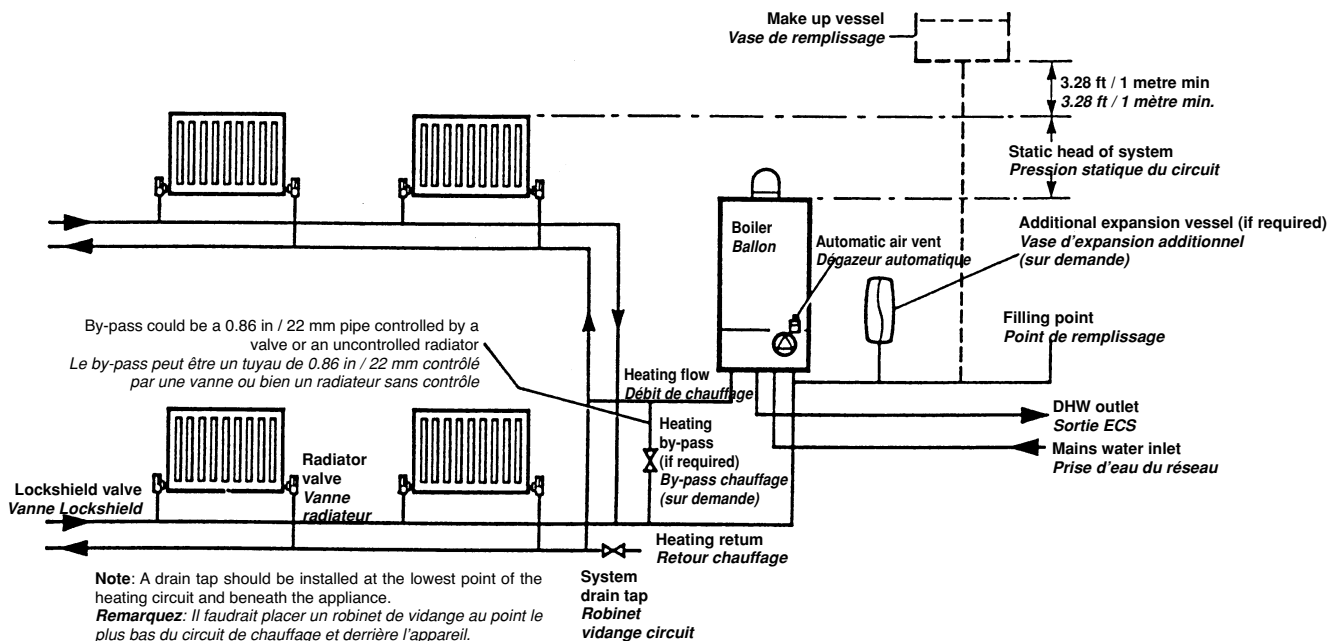 Make up vessel
Vase de remplissage
3.28 ft / 1 metre min
3.28 ft / 1 mètre min.
Static head of system
Pression statique du circuit
Additional expansion vessel (if required)
Vase d'expansion additionnel
(sur demande)
Boiler
Ballon
Automatic air vent
Dégazeur automatique
Filling point
Point de remplissage
By-pass could be a 0.86 in / 22 mm pipe controlled by a
valve or an uncontrolled radiator
Le by-pass peut être un tuyau de 0.86 in / 22 mm contrôlé
par une vanne ou bien un radiateur sans contrôle
Heating flow
Débit de chauffage
DHW outlet
Sortie ECS
Heating
by-pass
(if required)
By-pass chauffage
(sur demande)
Mains water inlet
Prise d'eau du réseau
Radiator
valve
Vanne
radiateur
Lockshield valve
Vanne Lockshield
Heating retum
Retour chauffage
Note: A drain tap should be installed at the lowest point of the
heating circuit and beneath the appliance.
Remarquez: Il faudrait placer un robinet de vidange au point le
plus bas du circuit de chauffage et derrière l'appareil.
System
drain tap
Robinet
vidange circuit